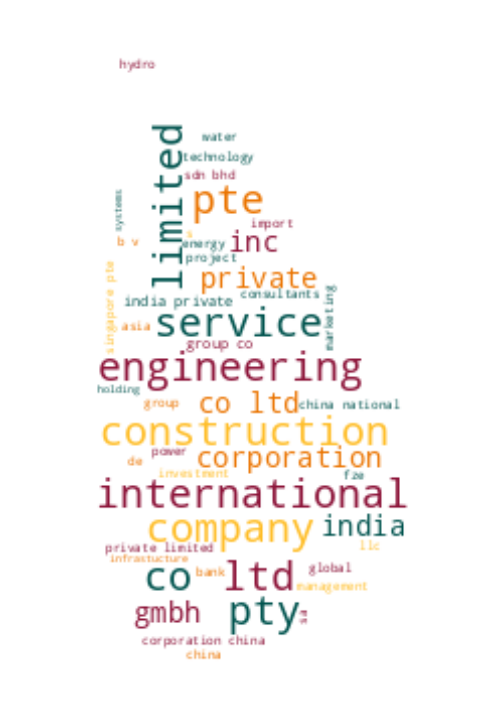 hydro
limited
water
technology
sdn bhd
systems
pte
import
b v
s
energy
inc
project
singapore pte
private
consultants
india private
marketing
asia
service
group co
engineering
holding
group
co ltd
china national
construction
power
de
corporation
investment
fze
international
company
india
private limited
llc
infrastucture
co
bank
ltd
global
management
gmbh
pty
sa
corporation china
china